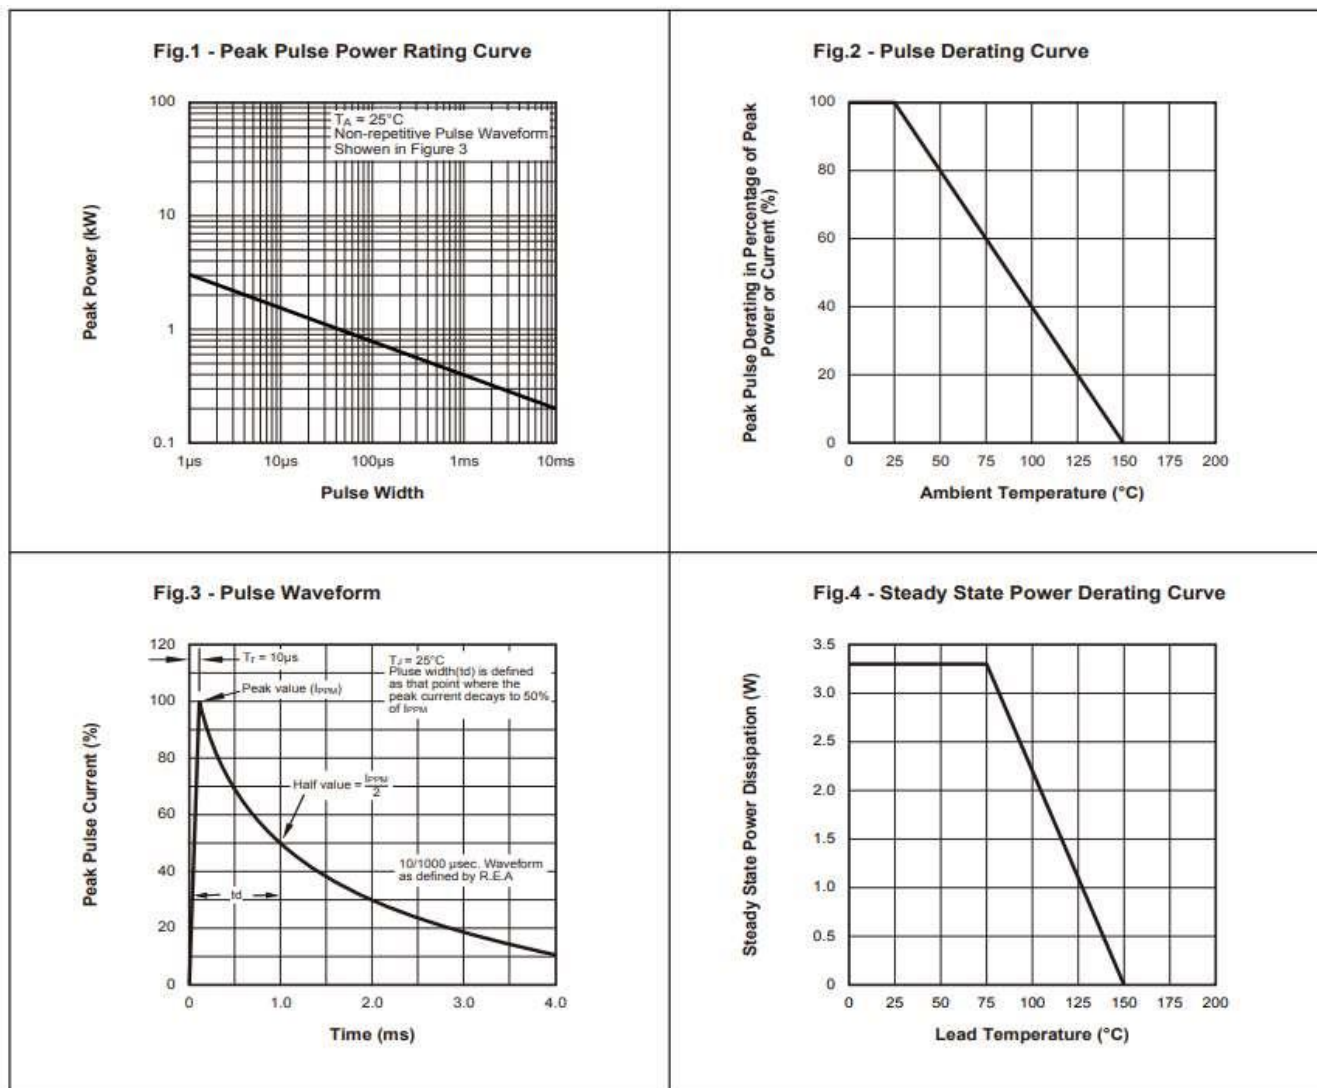 Fig.1 - Peak Pulse Power Rating Curve
100
10
1
0.1
Peak Power (kW)
TA = 25°C
Non-repetitive Pulse Waveform
Showen in Figure 3
1µs 10µs 100µs 1ms 10ms
Pulse Width
Fig.2 - Pulse Derating Curve
100
80
60
40
20
0
Peak Pulse Derating in Percentage of Peak
Power or Current (%)
0 25 50 75 100 125 150 175 200
Ambient Temperature (°C)
Fig.3 - Pulse Waveform
120
100
80
60
40
20
0
Peak Pulse Current (%)
Tr = 10µs
Peak value (IPPM)
TJ = 25°C
Pluse width(td) is defined
as that point where the
peak current decays to 50%
of IPPM
Half value = IPPM
2
10/1000 µsec. Waveform
as defined by R.E.A
td
0 1.0 2.0 3.0 4.0
Time (ms)
Fig.4 - Steady State Power Derating Curve
3.5
3.0
2.5
2.0
1.5
1.0
0.5
0
Steady State Power Dissipation (W)
0 25 50 75 100 125 150 175 200
Lead Temperature (°C)